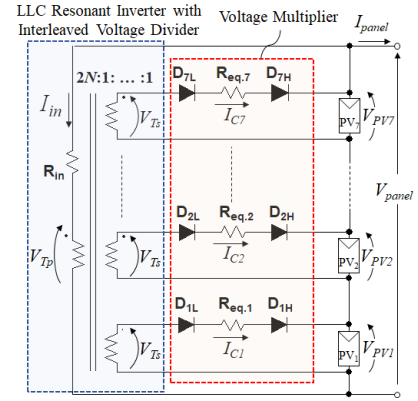 LLC Resonant Inverter with
Interleaved Voltage Divider
Voltage Multiplier
I_panel
2N:1: … :1
D7L
Req.7
D7H
I_in
V_Ts
I_C7
PV7
V_PV7
R_in
V_panel
D2L
Req.2
D2H
V_Tp
V_Ts
I_C2
PV2
V_PV2
D1L
Req.1
D1H
V_Ts
I_C1
PV1
V_PV1